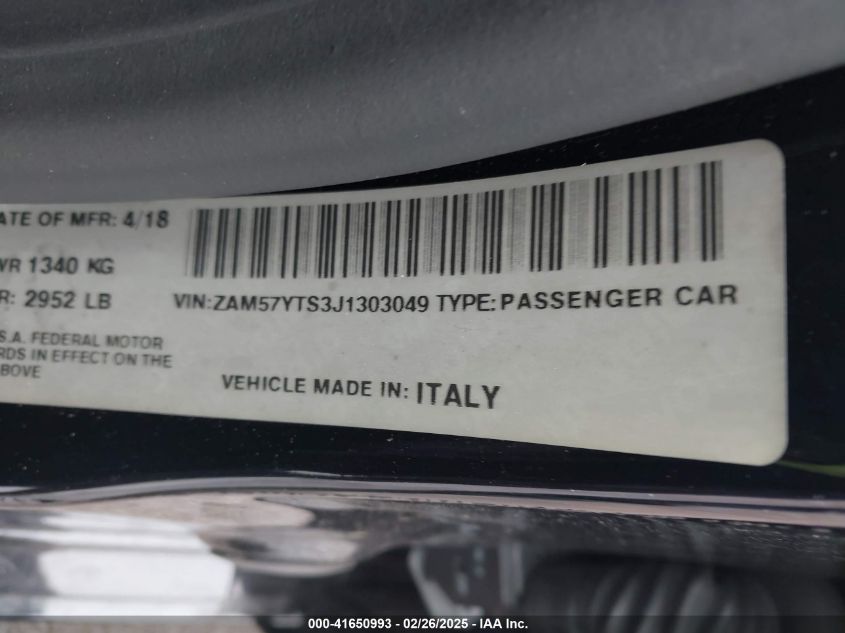 ATE OF MFR: 4/18
WR 1340 KG
R: 2952 LB
VIN:ZAM57YTS3J1303049 TYPE:PASSENGER CAR
S.A. FEDERAL MOTOR
RDS IN EFFECT ON THE
ABOVE
VEHICLE MADE IN: ITALY
000-41650993 - 02/26/2025 - IAA Inc.